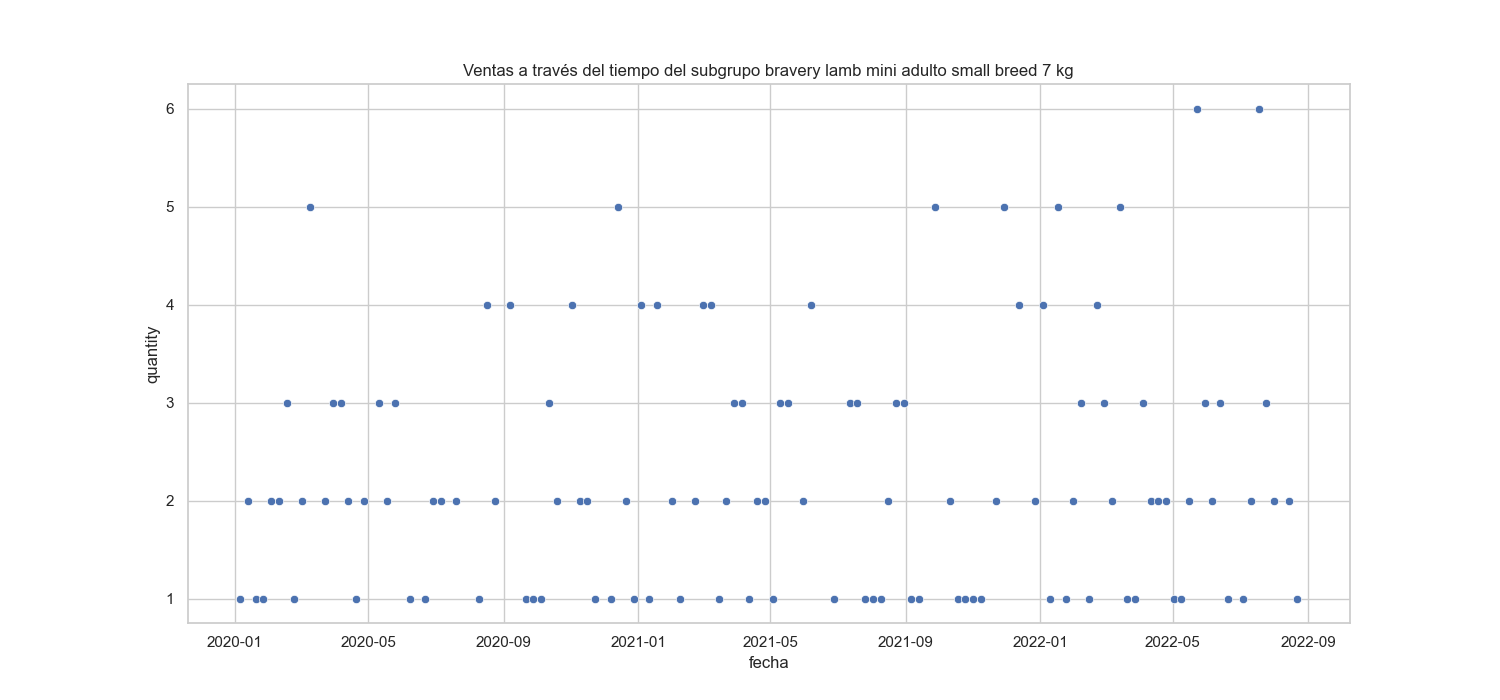 Ventas a través del tiempo del subgrupo bravery lamb mini adulto small breed 7 kg
6
5
4
3
2
1
quantity
2020-01 2020-05 2020-09 2021-01 2021-05 2021-09 2022-01 2022-05 2022-09
fecha